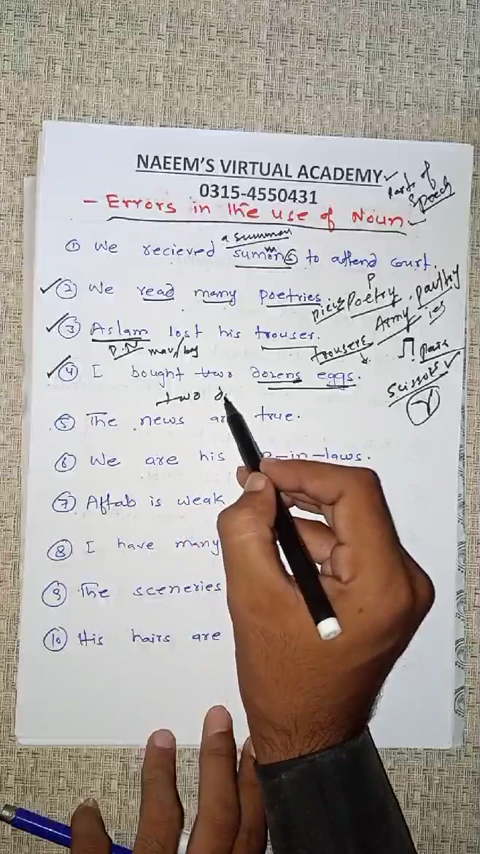 NAEEM'S VIRTUAL ACADEMY
Parts of Speech
0315-4550431
- Errors in the use of Noun.
a summon
① We recieved summons to attend court.
② We read many poetries
P
Poetry, Poultry
③ Aslam lost his trouser.
Army
ies
P.N man/boy
trousers
pair
④ I bought two dozens eggs.
scissors
two d
⑤ The news are true.
⑥ We are his -in-laws.
⑦ Aftab is weak
⑧ I have many
⑨ The sceneries
⑩ His hairs are